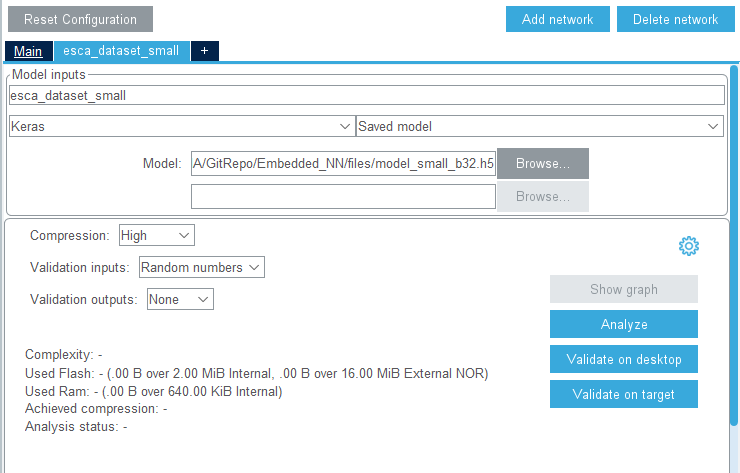 Reset Configuration Add network Delete network
Main esca_dataset_small +
Model inputs
esca_dataset_small
Keras Saved model
Model: A/GitRepo/Embedded_NN/files/model_small_b32.h5 Browse...
Browse...
Compression: High
Validation inputs: Random numbers
Show graph
Validation outputs: None
Analyze
Complexity: -
Validate on desktop
Used Flash: - (.00 B over 2.00 MiB Internal, .00 B over 16.00 MiB External NOR)
Used Ram: - (.00 B over 640.00 KiB Internal)
Validate on target
Achieved compression: -
Analysis status: -